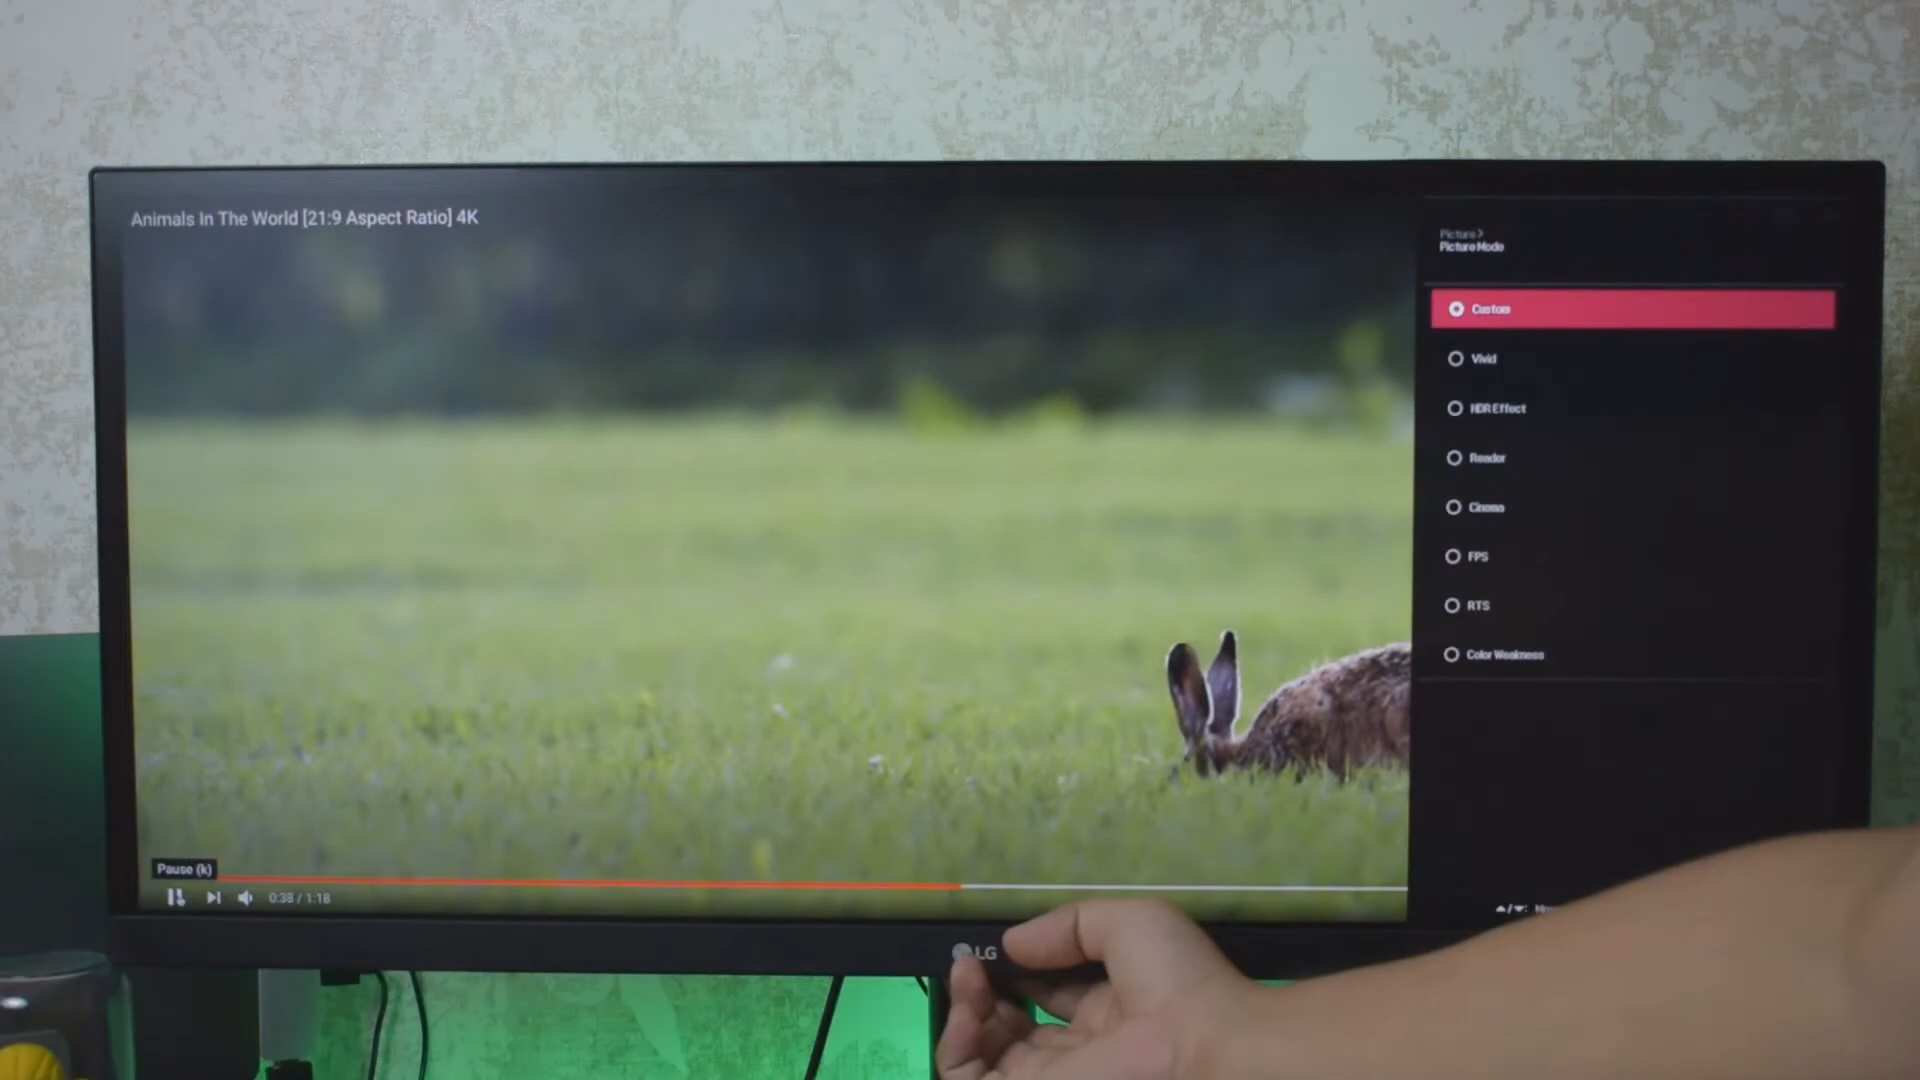 Animals In The World [21:9 Aspect Ratio] 4K
Picture >
Picture Mode
Custom
Vivid
HDR Effect
Reader
Cinema
FPS
RTS
Color Weakness
Pause (k)
0:38 / 1:18
LG